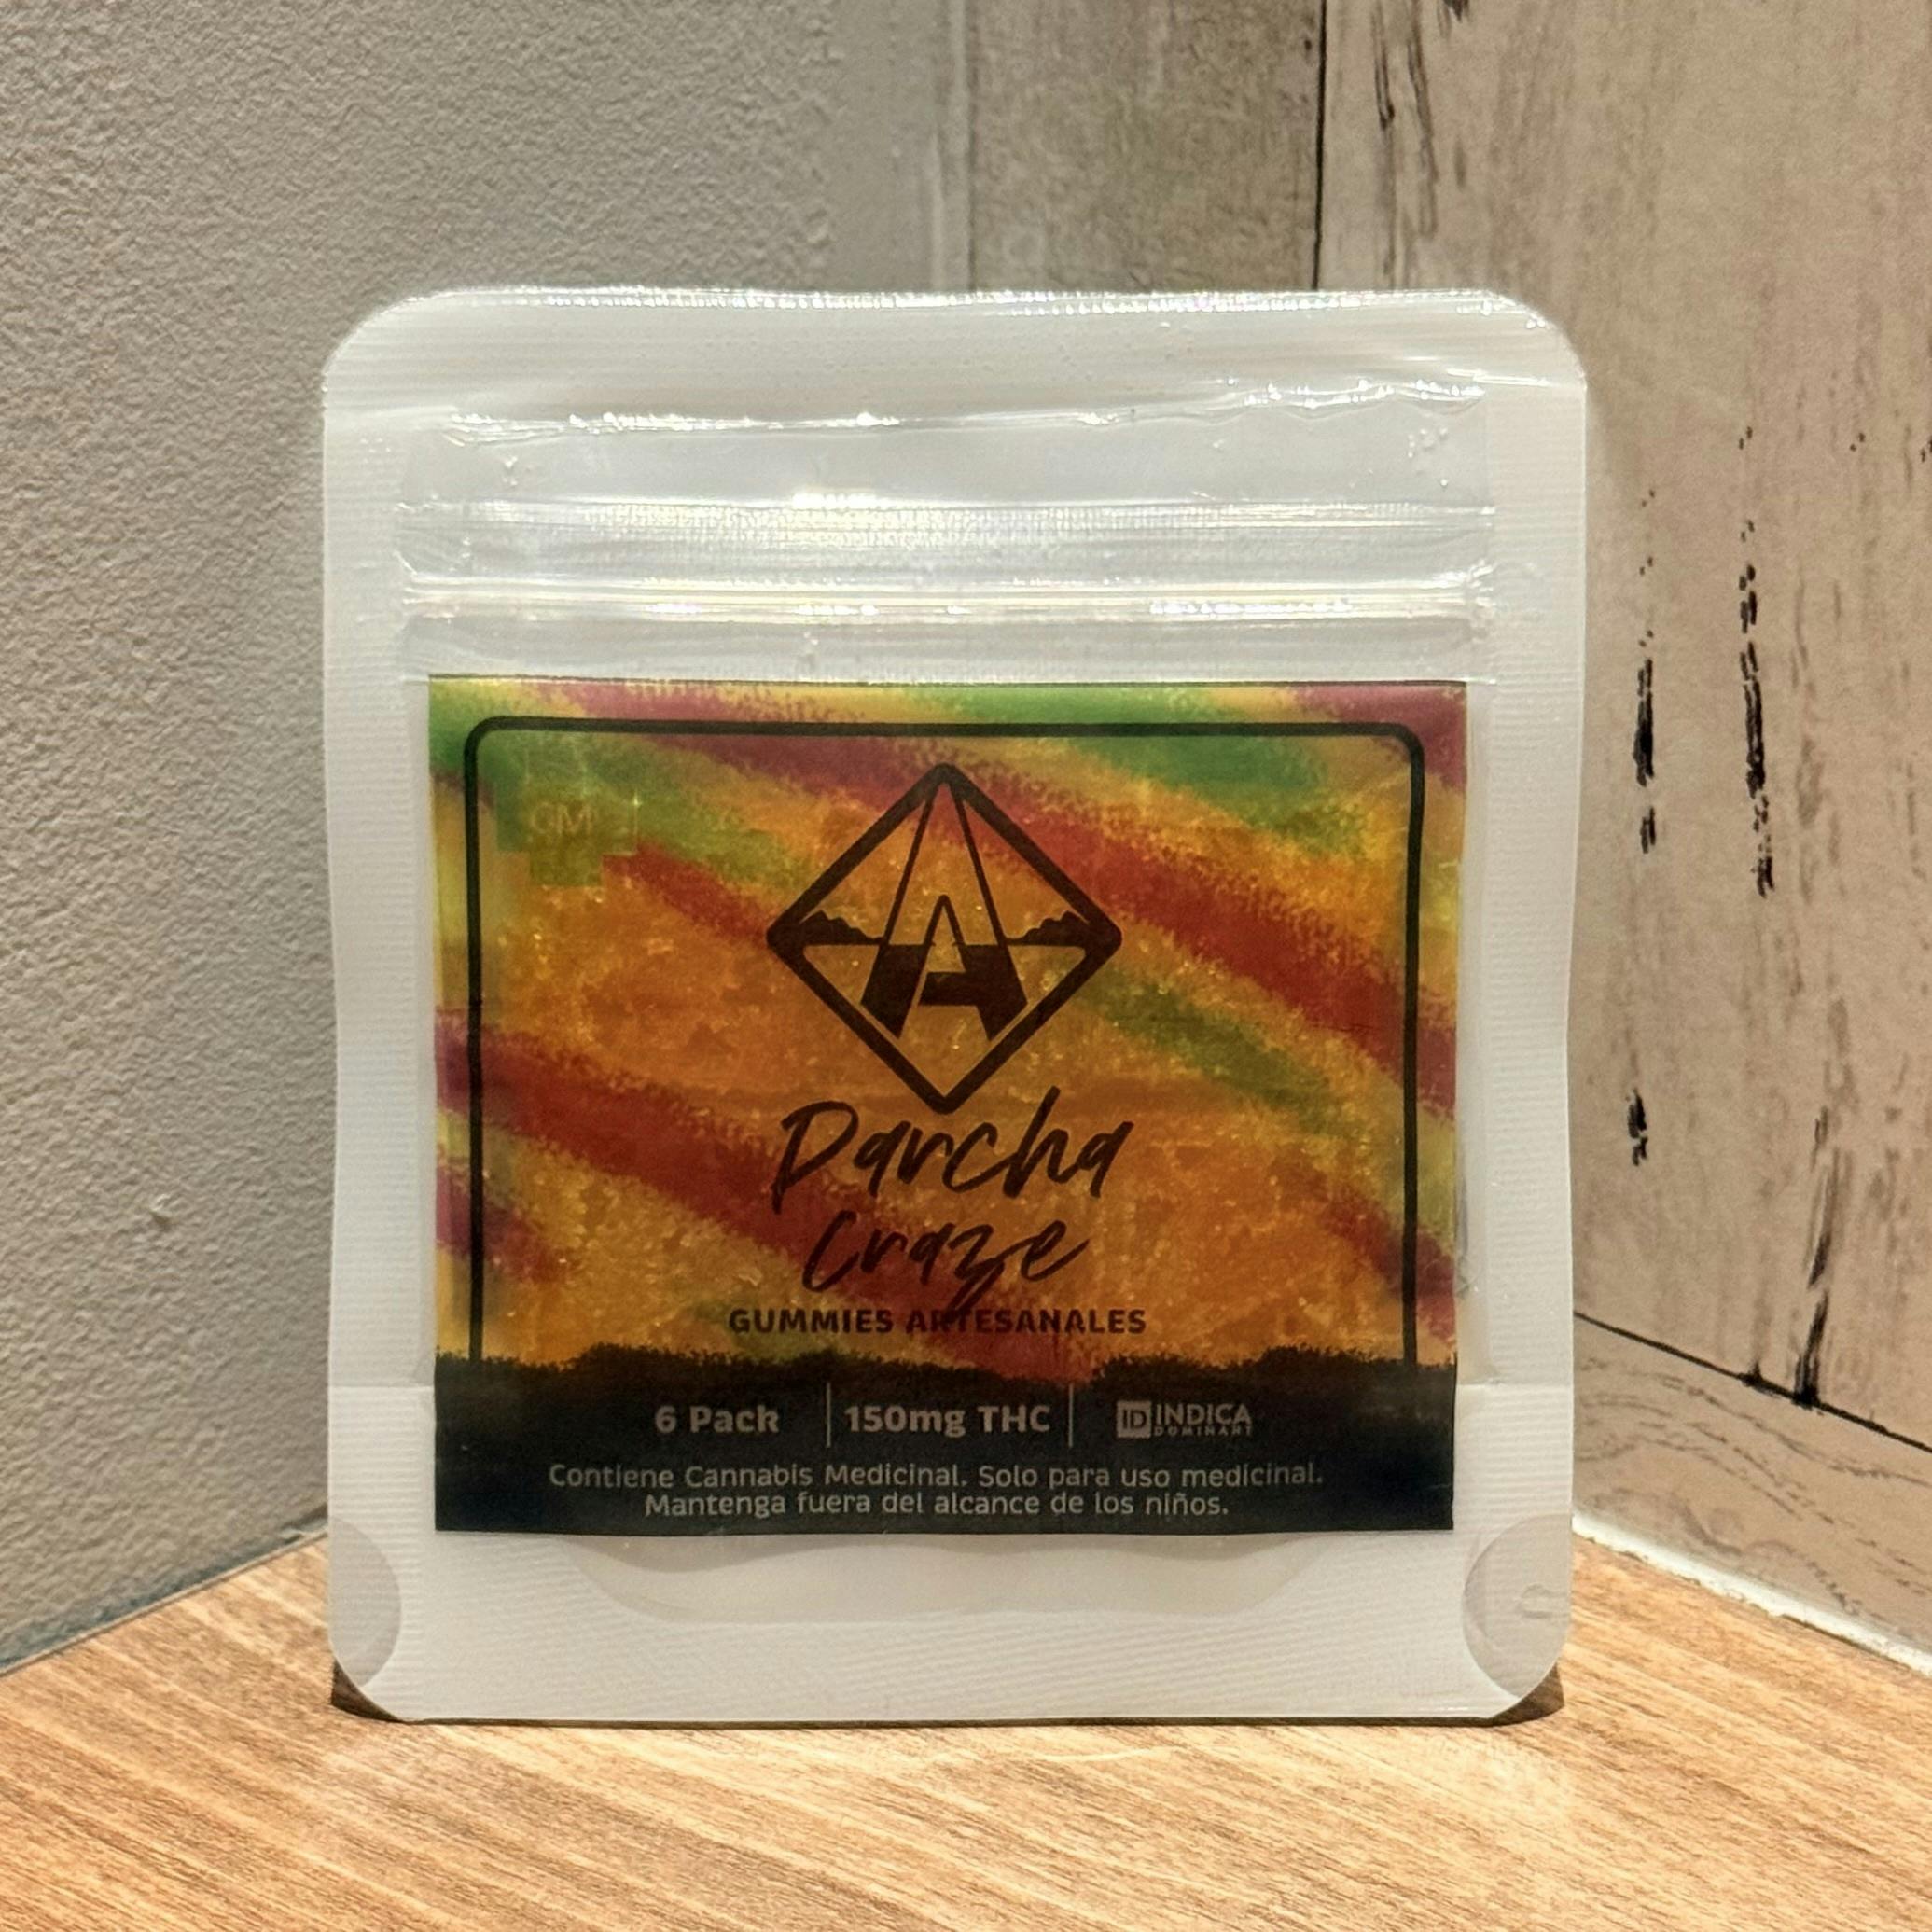 GM
A
Parcha
Craze
GUMMIES ARTESANALES
6 Pack | 150mg THC | ID INDICA DOMINANT
Contiene Cannabis Medicinal. Solo para uso medicinal.
Mantenga fuera del alcance de los niños.